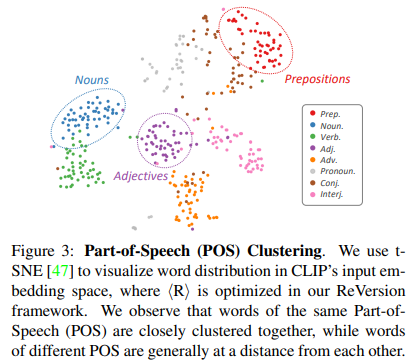 Nouns
Prepositions
Adjectives
Prep.
Noun.
Verb.
Adj.
Adv.
Pronoun.
Conj.
Interj.
Figure 3: Part-of-Speech (POS) Clustering. We use t-
SNE [47] to visualize word distribution in CLIP's input em-
bedding space, where ⟨R⟩ is optimized in our ReVersion
framework. We observe that words of the same Part-of-
Speech (POS) are closely clustered together, while words
of different POS are generally at a distance from each other.